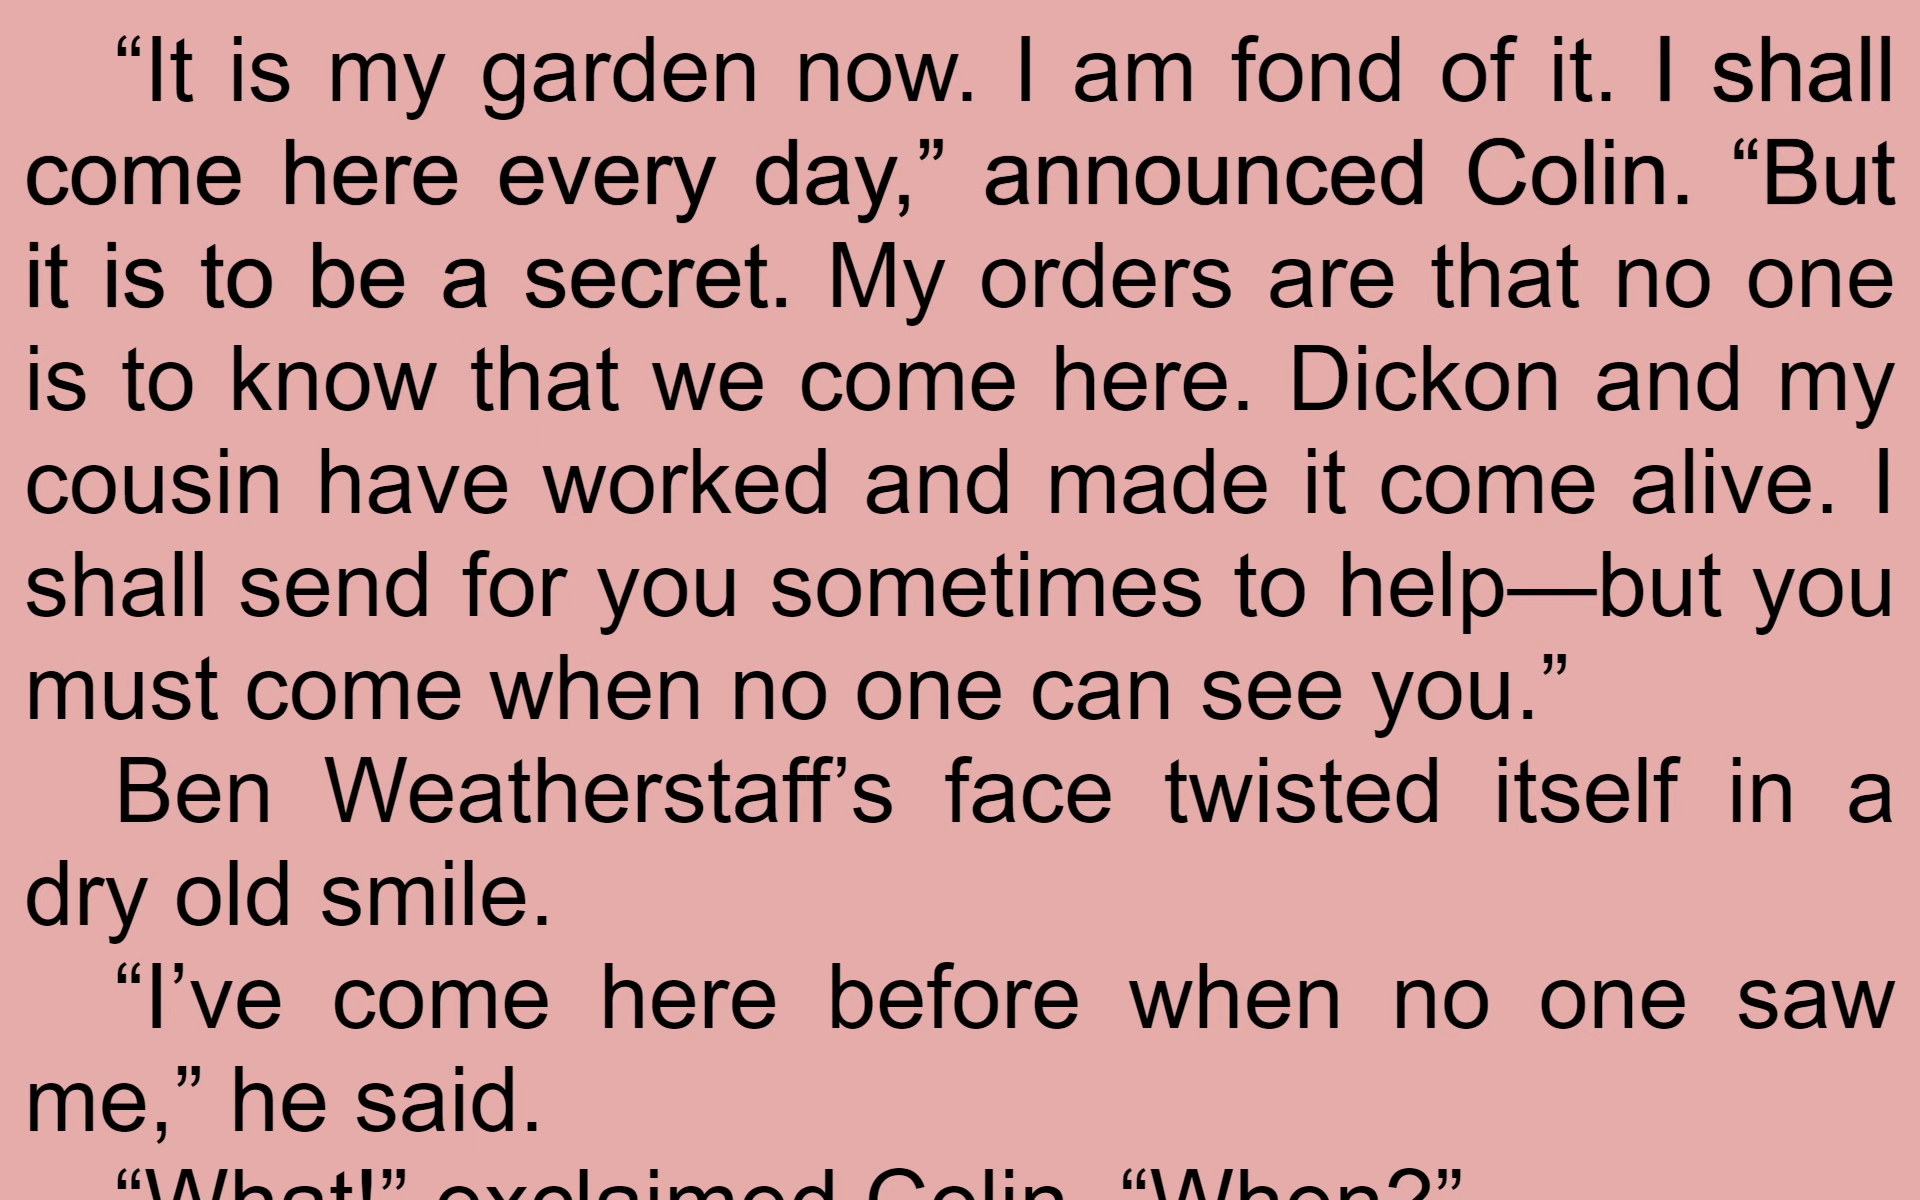 “It is my garden now. I am fond of it. I shall
come here every day,” announced Colin. “But
it is to be a secret. My orders are that no one
is to know that we come here. Dickon and my
cousin have worked and made it come alive. I
shall send for you sometimes to help—but you
must come when no one can see you.”
Ben Weatherstaff’s face twisted itself in a
dry old smile.
“I’ve come here before when no one saw
me,” he said.
“What!” exclaimed Colin. “When?”